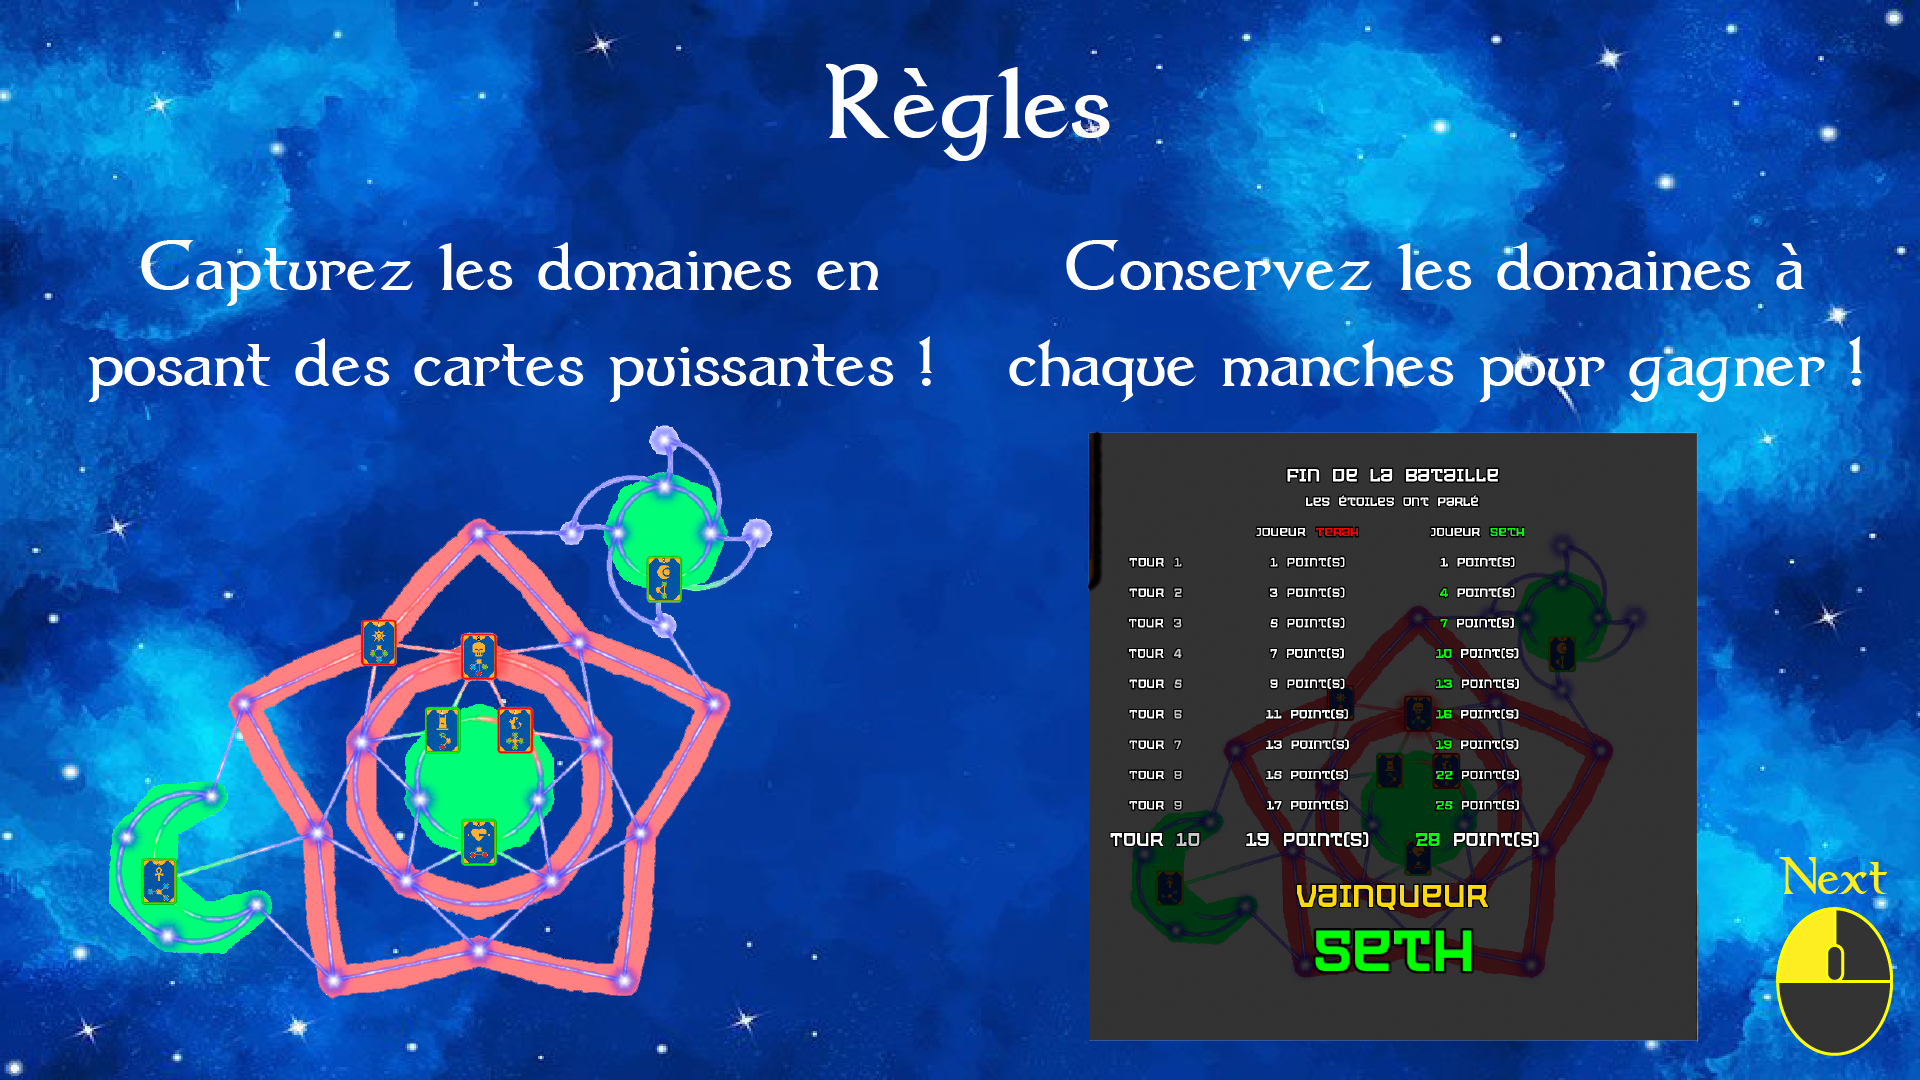 Règles
Capturez les domaines en
posant des cartes puissantes !
Conservez les domaines à
chaque manches pour gagner !
FIN DE LA BATAILLE
LES ÉTOILES ONT PARLÉ
JOUEUR TERAH JOUEUR SETH
TOUR 1 1 POINT(S) 1 POINT(S)
TOUR 2 3 POINT(S) 4 POINT(S)
TOUR 3 5 POINT(S) 7 POINT(S)
TOUR 4 7 POINT(S) 10 POINT(S)
TOUR 5 9 POINT(S) 13 POINT(S)
TOUR 6 11 POINT(S) 16 POINT(S)
TOUR 7 13 POINT(S) 19 POINT(S)
TOUR 8 15 POINT(S) 22 POINT(S)
TOUR 9 17 POINT(S) 25 POINT(S)
TOUR 10 19 POINT(S) 28 POINT(S)
VAINQUEUR
SETH
Next